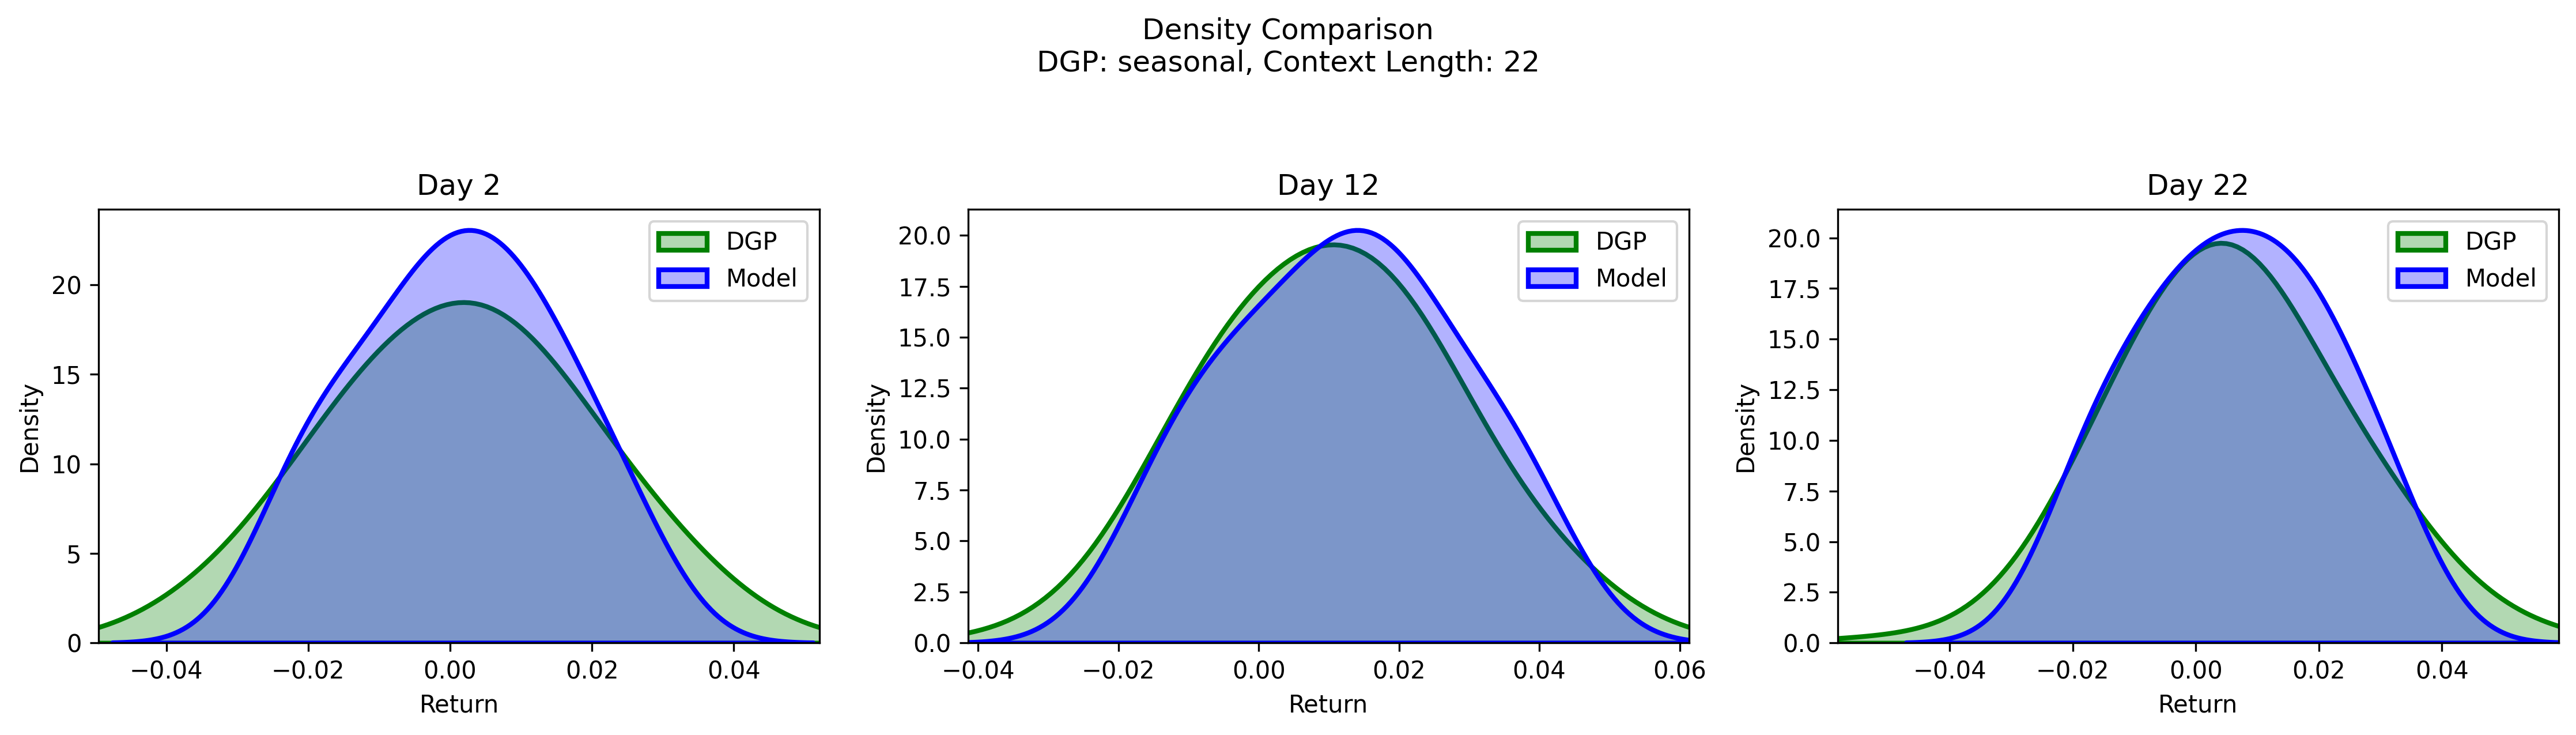 Density Comparison
DGP: seasonal, Context Length: 22
Day 2
DGP
Model
Density
20
15
10
5
0
−0.04 −0.02 0.00 0.02 0.04
Return
Day 12
DGP
Model
Density
20.0
17.5
15.0
12.5
10.0
7.5
5.0
2.5
0.0
−0.04 −0.02 0.00 0.02 0.04 0.06
Return
Day 22
DGP
Model
Density
20.0
17.5
15.0
12.5
10.0
7.5
5.0
2.5
0.0
−0.04 −0.02 0.00 0.02 0.04
Return